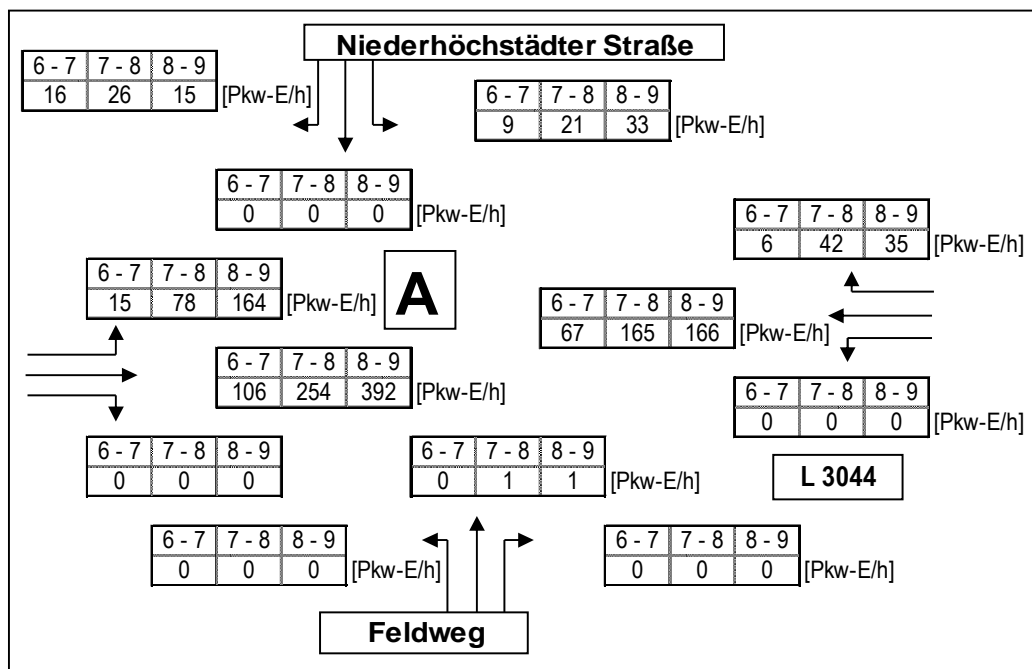 Niederhöchstädter Straße
6 - 7 7 - 8 8 - 9
16 26 15 [Pkw-E/h]
6 - 7 7 - 8 8 - 9
9 21 33 [Pkw-E/h]
6 - 7 7 - 8 8 - 9
0 0 0 [Pkw-E/h]
6 - 7 7 - 8 8 - 9
6 42 35 [Pkw-E/h]
A
6 - 7 7 - 8 8 - 9
15 78 164 [Pkw-E/h]
6 - 7 7 - 8 8 - 9
67 165 166 [Pkw-E/h]
6 - 7 7 - 8 8 - 9
106 254 392 [Pkw-E/h]
6 - 7 7 - 8 8 - 9
0 0 0 [Pkw-E/h]
6 - 7 7 - 8 8 - 9
0 0 0
6 - 7 7 - 8 8 - 9
0 1 1 [Pkw-E/h]
L 3044
6 - 7 7 - 8 8 - 9
0 0 0 [Pkw-E/h]
6 - 7 7 - 8 8 - 9
0 0 0 [Pkw-E/h]
Feldweg